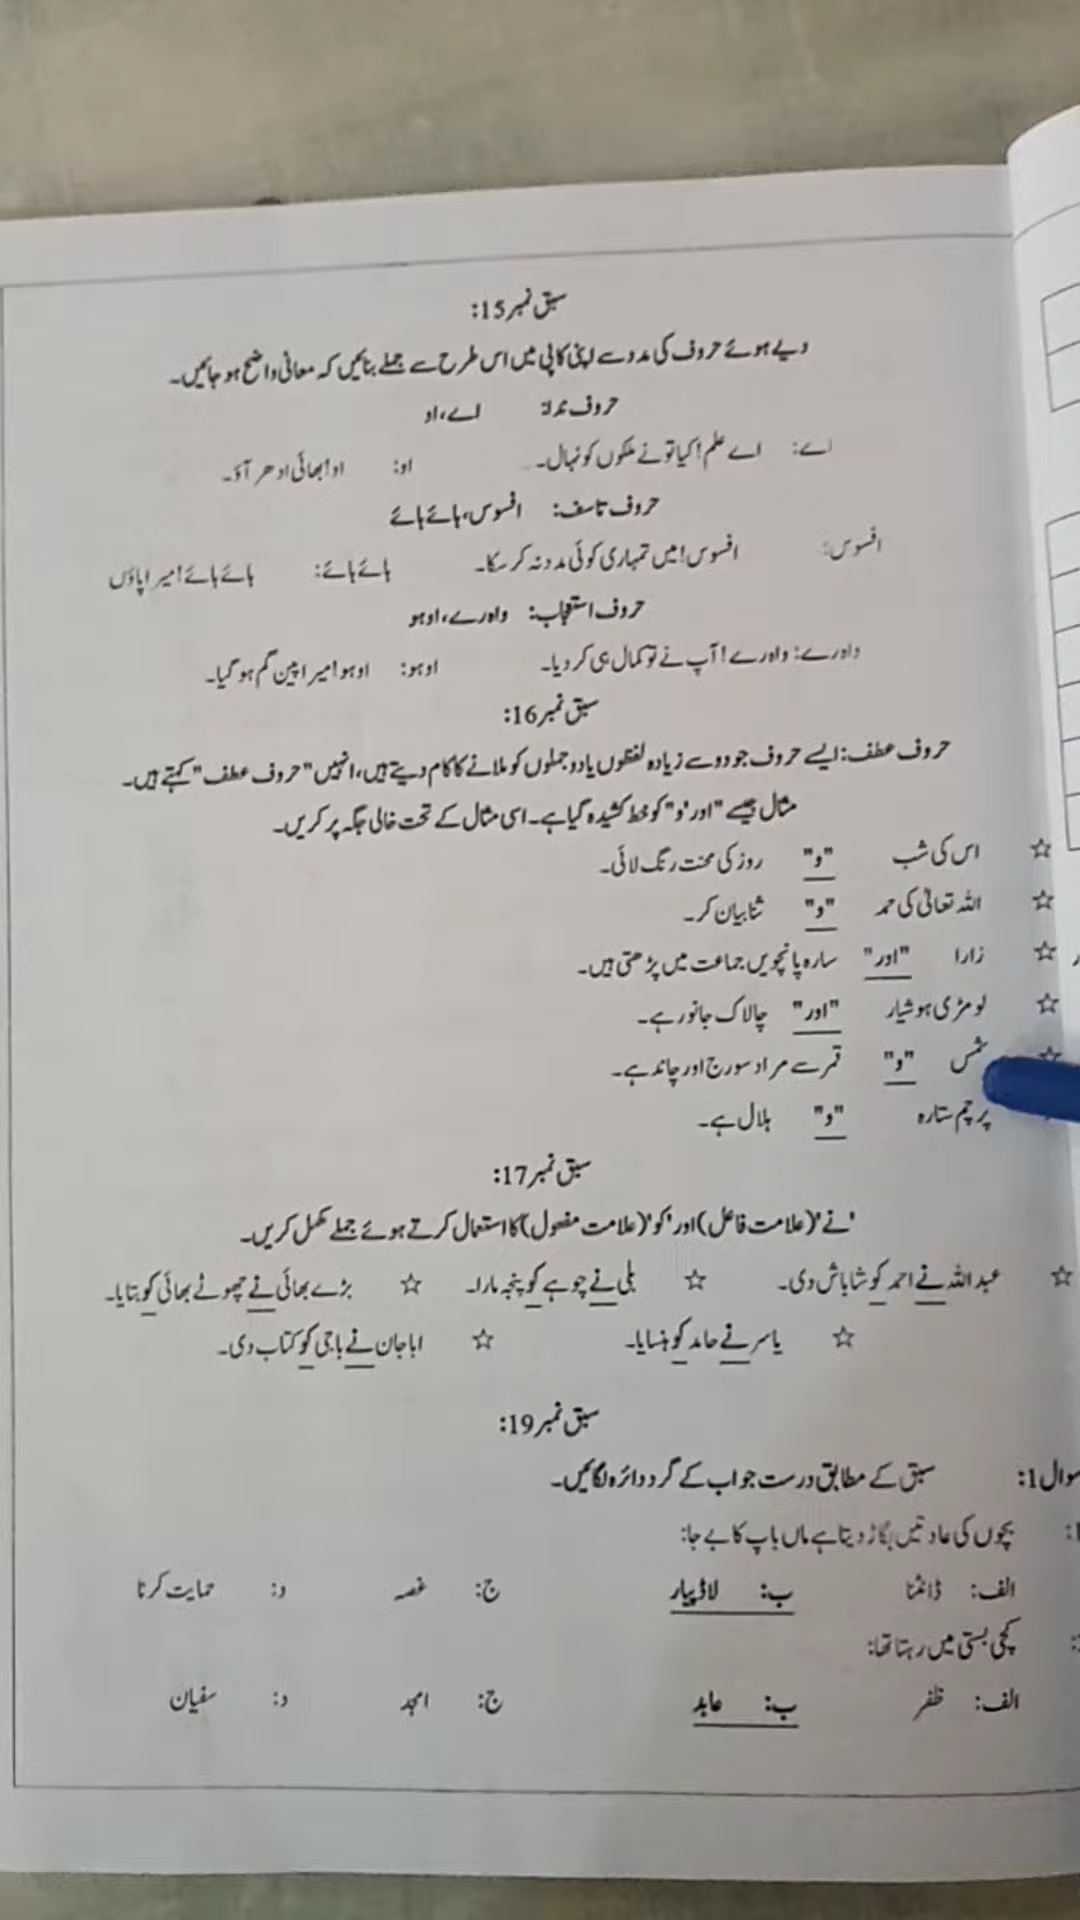 سبق نمبر15:
دیے ہوئے حروف کی مدد سے اپنی کاپی میں اس طرح سے جملے بنائیں کہ معانی واضح ہو جائیں۔
حروف ندا: اے، او
اے: اے علم! کیا تو نے ملکوں کو نہال۔ او: او! بھائی ادھر آؤ۔
حروف تاسف: افسوس، ہائے ہائے
افسوس: افسوس! میں تمہاری کوئی مدد نہ کر سکا۔ ہائے ہائے: ہائے ہائے! میرا پاؤں
حروف استعجاب: واہ رے، اوہو
واہ رے: واہ رے! آپ نے تو کمال ہی کر دیا۔ اوہو: اوہو! میرا پین گم ہو گیا۔
سبق نمبر16:
حروف عطف: ایسے حروف جو دو سے زیادہ لفظوں یا دو جملوں کو ملانے کا کام دیتے ہیں، انہیں "حروف عطف" کہتے ہیں۔
مثال جیسے "اور'و" کو خط کشیدہ گیا ہے۔ اسی مثال کے تحت خالی جگہ پر کریں۔
☆ اس کی شب "و" روز کی محنت رنگ لائی۔
☆ اللہ تعالٰی کی حمد "و" ثنا بیان کر۔
☆ زارا "اور" سارہ پانچویں جماعت میں پڑھتی ہیں۔
☆ لومڑی ہوشیار "اور" چالاک جانور ہے۔
☆ شمس "و" قمر سے مراد سورج اور چاند ہے۔
پرچم ستارہ "و" ہلال ہے۔
سبق نمبر17:
'نے' (علامت فاعل) اور 'کو' (علامت مفعول) کا استعمال کرتے ہوئے جملے مکمل کریں۔
☆ عبداللہ نے احمد کو شاباش دی۔ ☆ بلی نے چوہے کو پنجہ مارا۔ ☆ بڑے بھائی نے چھوٹے بھائی کو بتایا۔
☆ یاسر نے حامد کو ہنسایا۔ ☆ ابا جان نے باجی کو کتاب دی۔
سبق نمبر19:
سوال1: سبق کے مطابق درست جواب کے گرد دائرہ لگائیں۔
1: بچوں کی عادتیں بگاڑ دیتا ہے ماں باپ کا بے جا:
الف: ڈانٹنا ب: لاڈ پیار ج: غصہ د: حمایت کرنا
کچی بستی میں رہتا تھا:
الف: ظفر ب: عابد ج: امجد د: سفیان